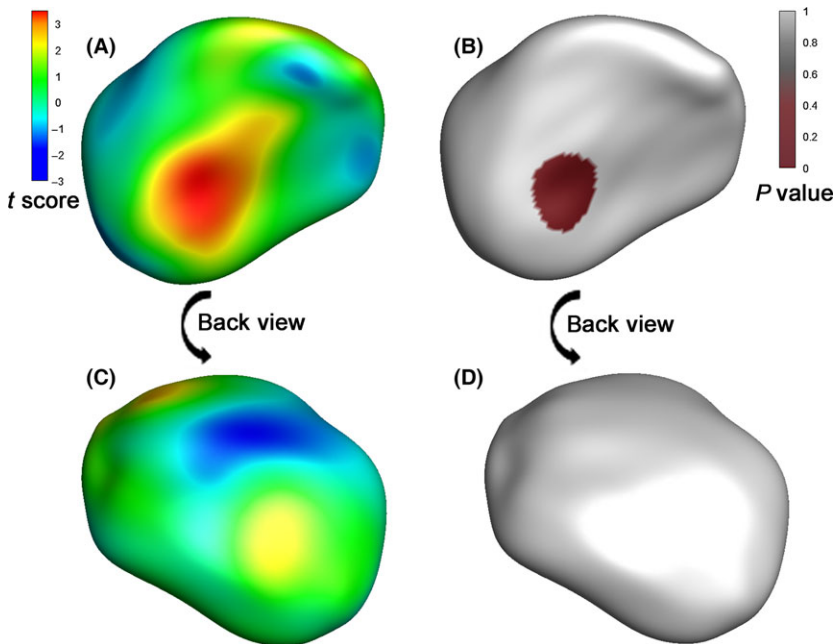 (A)
3
2
1
0
−1
−2
−3
t score
(B)
1
0.8
0.6
0.4
0.2
0
P value
Back view
Back view
(C)
(D)